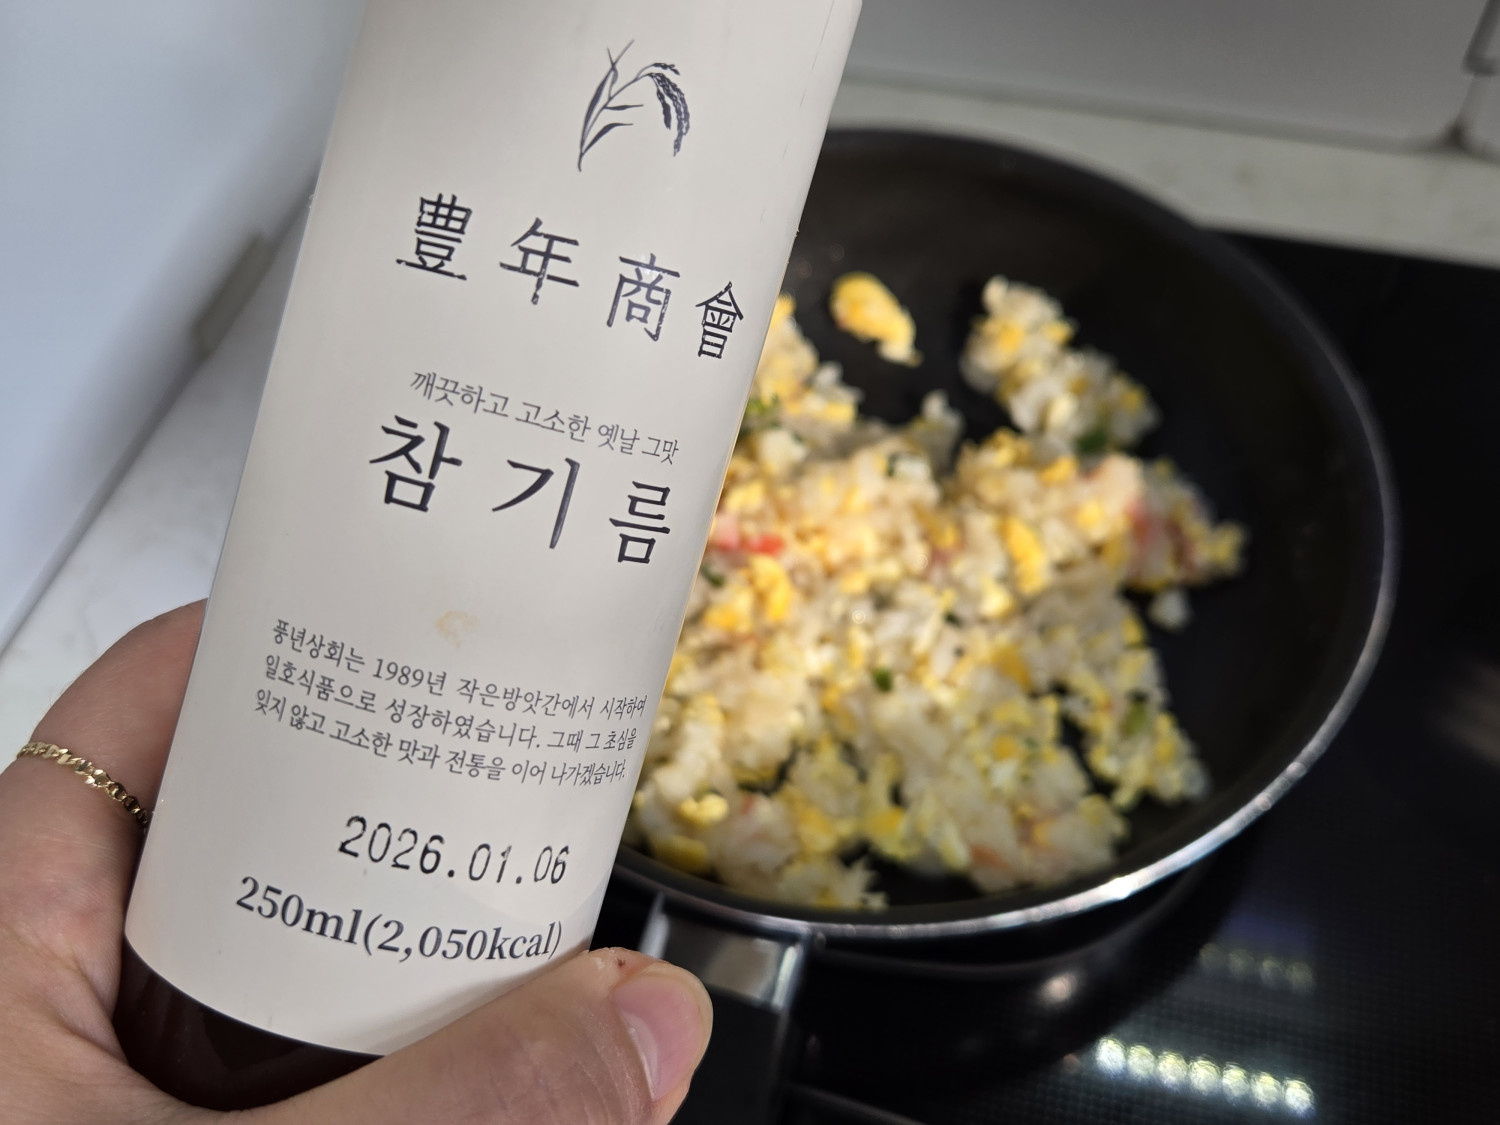 豊年商會
깨끗하고 고소한 옛날 그맛
참기름
풍년상회는 1989년 작은방앗간에서 시작하여
일호식품으로 성장하였습니다. 그때 그 초심을
잊지 않고 고소한 맛과 전통을 이어 나가겠습니다.
2026.01.06
250ml(2,050kcal)